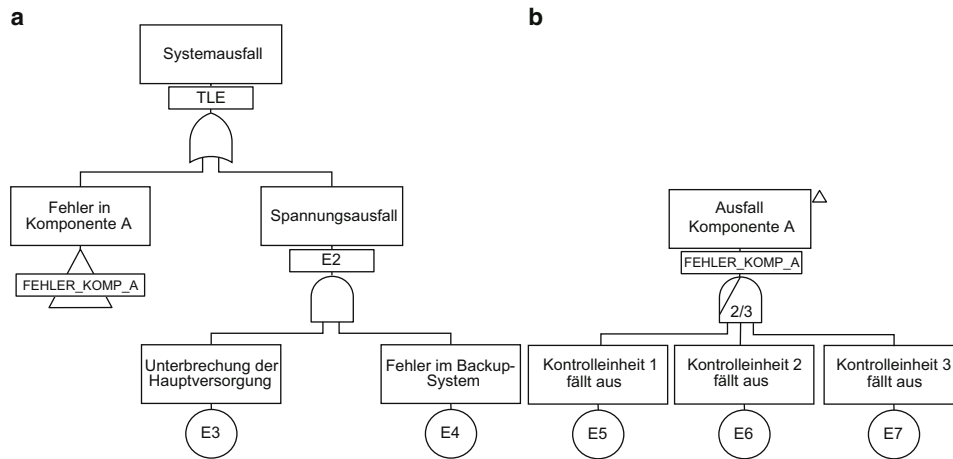 a
Systemausfall
TLE
Fehler in
Komponente A
FEHLER_KOMP_A
Spannungsausfall
E2
Unterbrechung der
Hauptversorgung
E3
Fehler im Backup-
System
E4
b
Ausfall
Komponente A
FEHLER_KOMP_A
2/3
Kontrolleinheit 1
fällt aus
E5
Kontrolleinheit 2
fällt aus
E6
Kontrolleinheit 3
fällt aus
E7